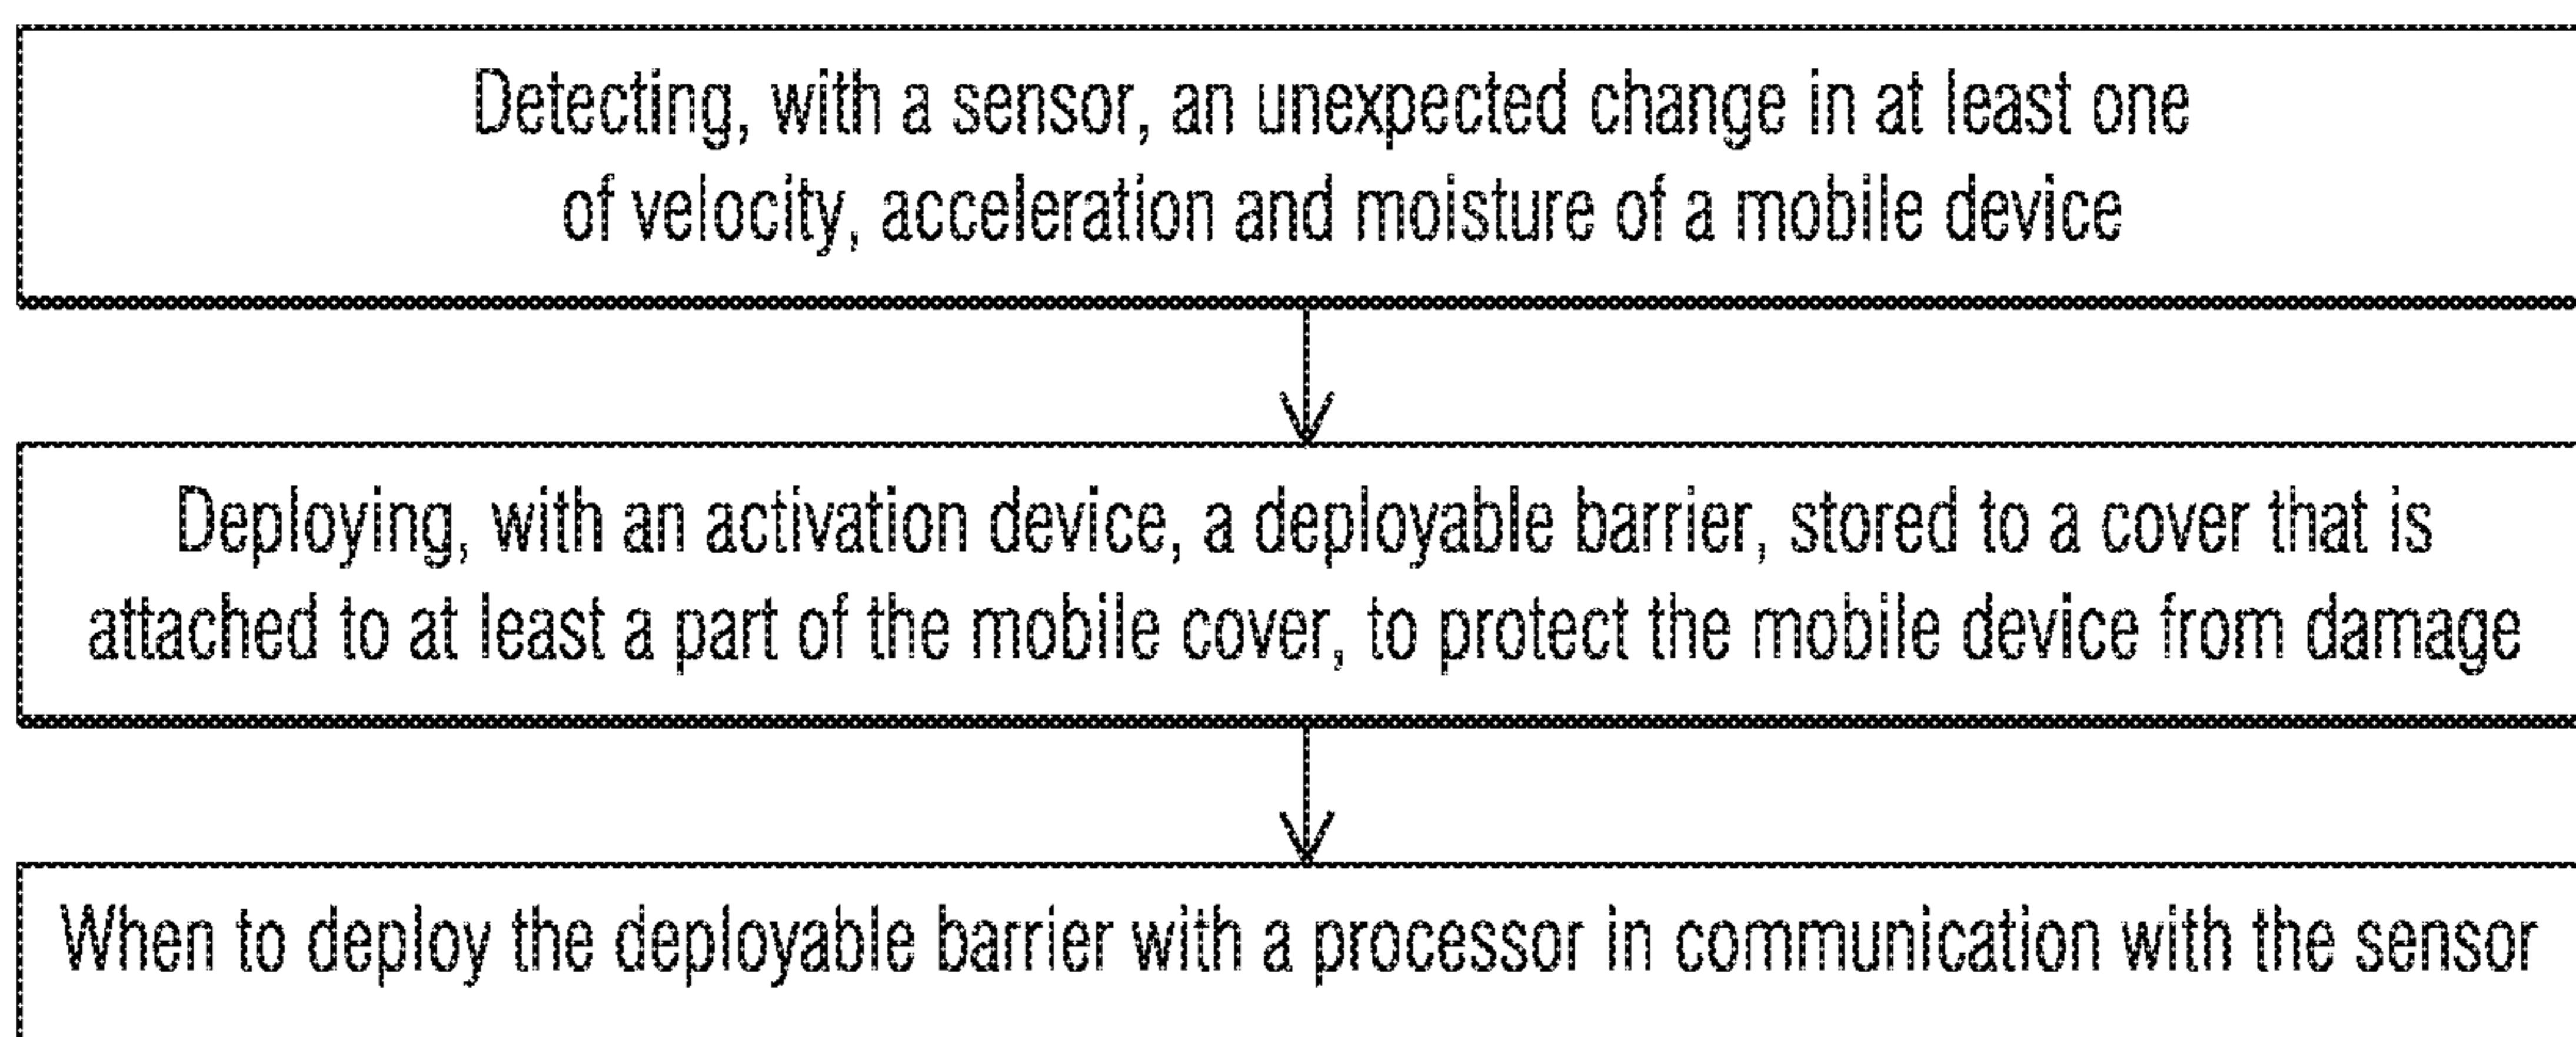 Detecting, with a sensor, an unexpected change in at least one
of velocity, acceleration and moisture of a mobile device
Deploying, with an activation device, a deployable barrier, stored to a cover that is
attached to at least a part of the mobile cover, to protect the mobile device from damage
When to deploy the deployable barrier with a processor in communication with the sensor